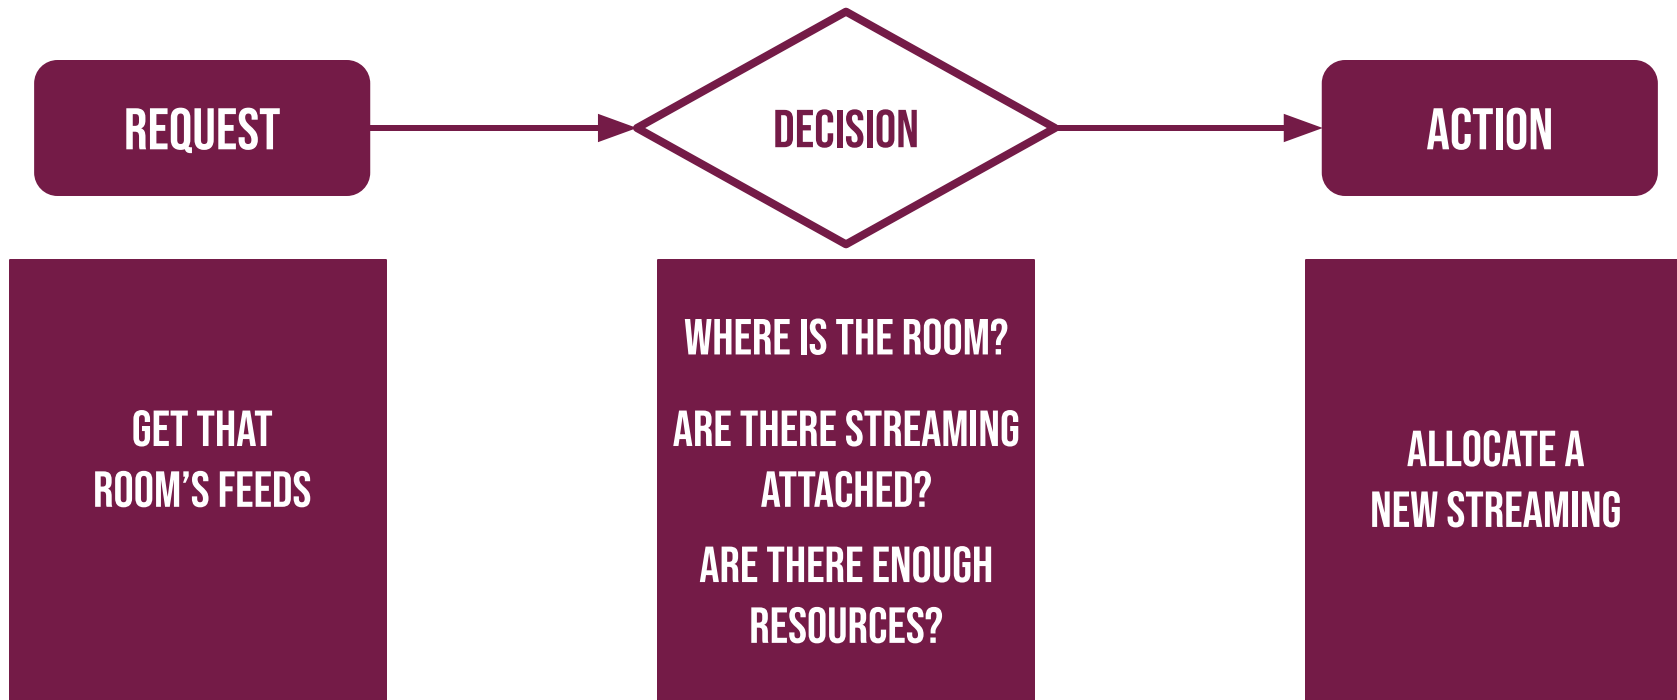 REQUEST
DECISION
ACTION
GET THAT
ROOM'S FEEDS
WHERE IS THE ROOM?
ARE THERE STREAMING
ATTACHED?
ARE THERE ENOUGH
RESOURCES?
ALLOCATE A
NEW STREAMING